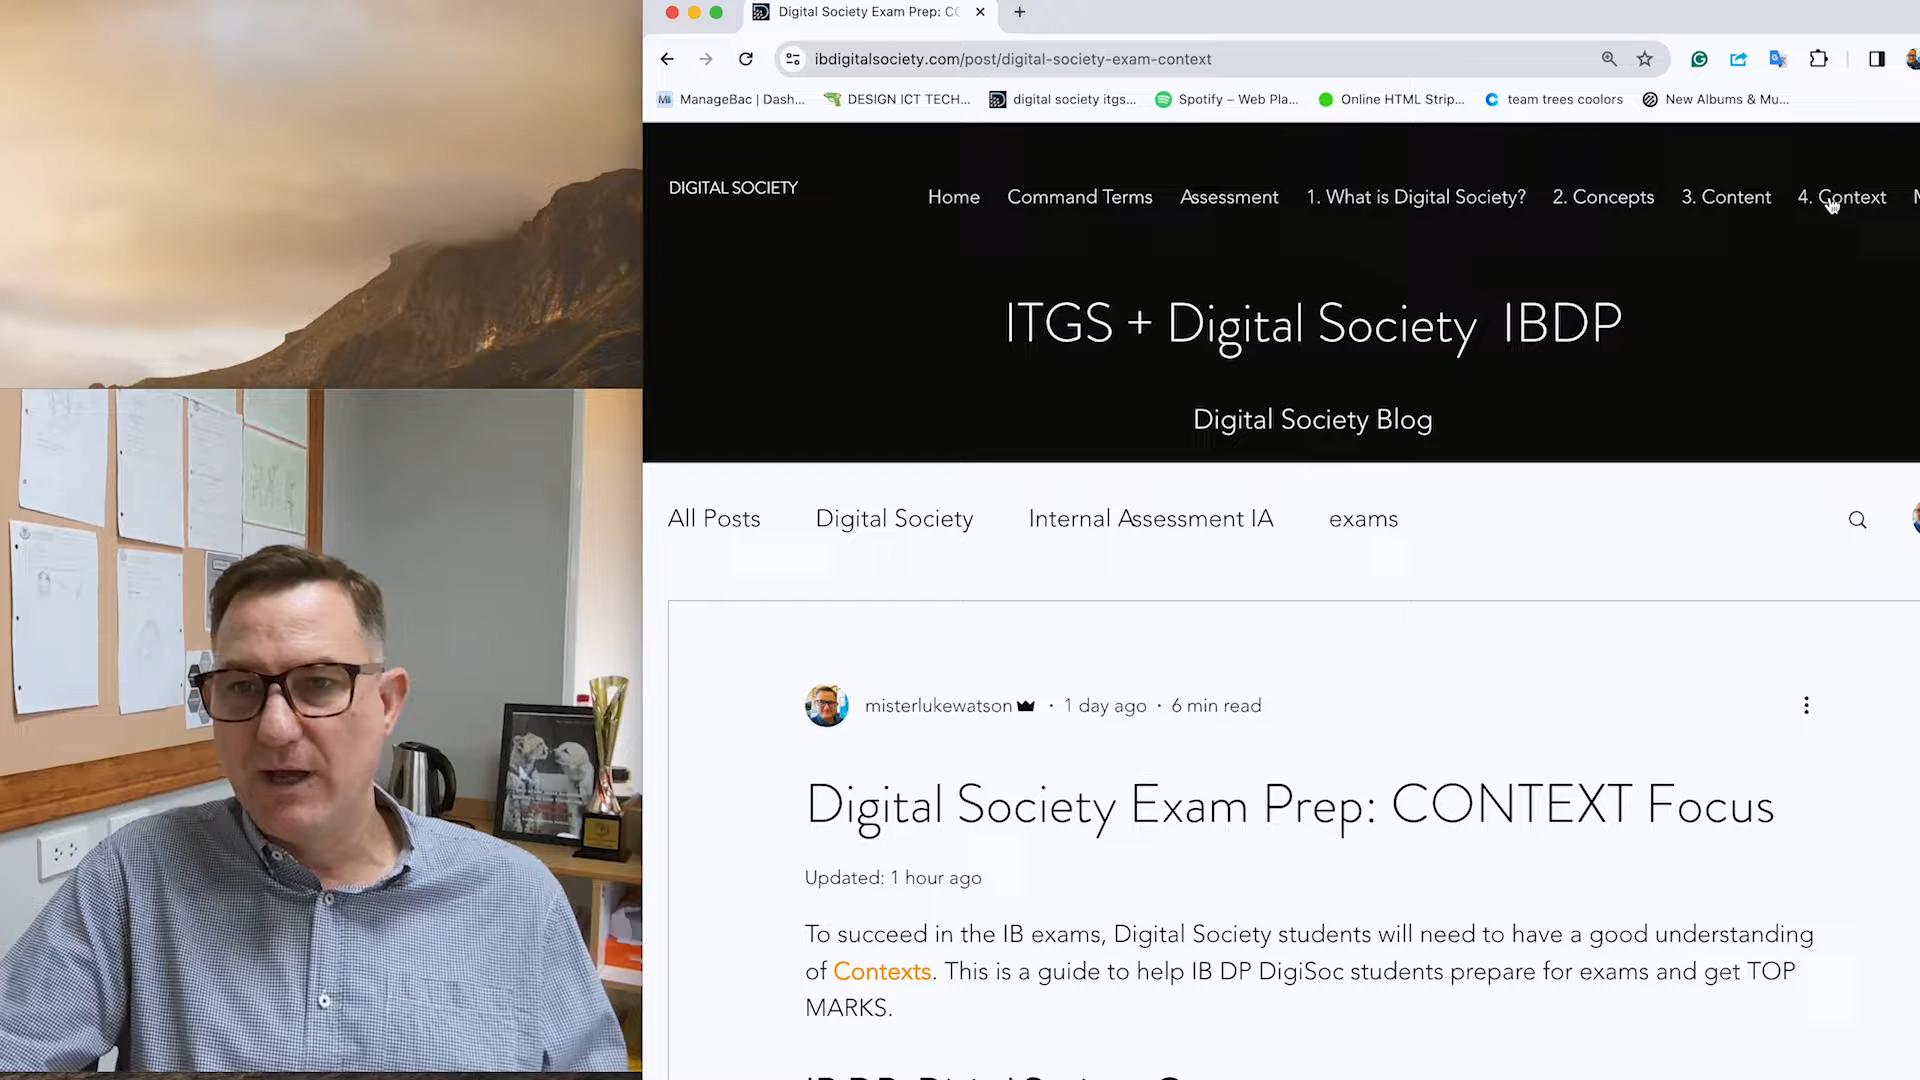 Digital Society Exam Prep: CO
ibdigitalsociety.com/post/digital-society-exam-context
ManageBac | Dash...
DESIGN ICT TECH...
digital society itgs...
Spotify – Web Pla...
Online HTML Strip...
team trees coolors
New Albums & Mu...
DIGITAL SOCIETY
Home
Command Terms
Assessment
1. What is Digital Society?
2. Concepts
3. Content
4. Context
ITGS + Digital Society IBDP
Digital Society Blog
All Posts
Digital Society
Internal Assessment IA
exams
misterlukewatson · 1 day ago · 6 min read
Digital Society Exam Prep: CONTEXT Focus
Updated: 1 hour ago
To succeed in the IB exams, Digital Society students will need to have a good understanding
of Contexts. This is a guide to help IB DP DigiSoc students prepare for exams and get TOP
MARKS.